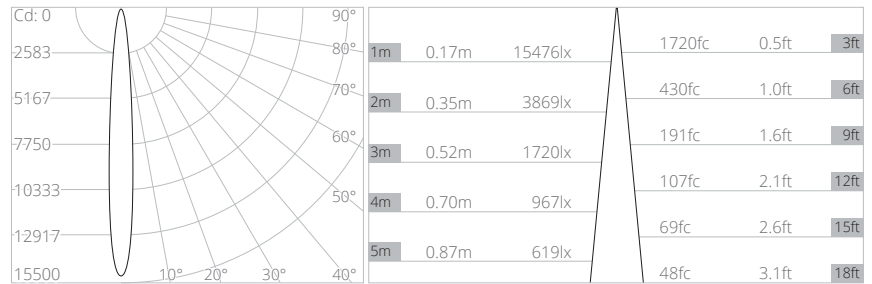 Cd: 0
2583
5167
7750
10333
12917
15500
90°
80°
70°
60°
50°
10° 20° 30° 40°
1m 0.17m 15476lx
2m 0.35m 3869lx
3m 0.52m 1720lx
4m 0.70m 967lx
5m 0.87m 619lx
1720fc 0.5ft 3ft
430fc 1.0ft 6ft
191fc 1.6ft 9ft
107fc 2.1ft 12ft
69fc 2.6ft 15ft
48fc 3.1ft 18ft